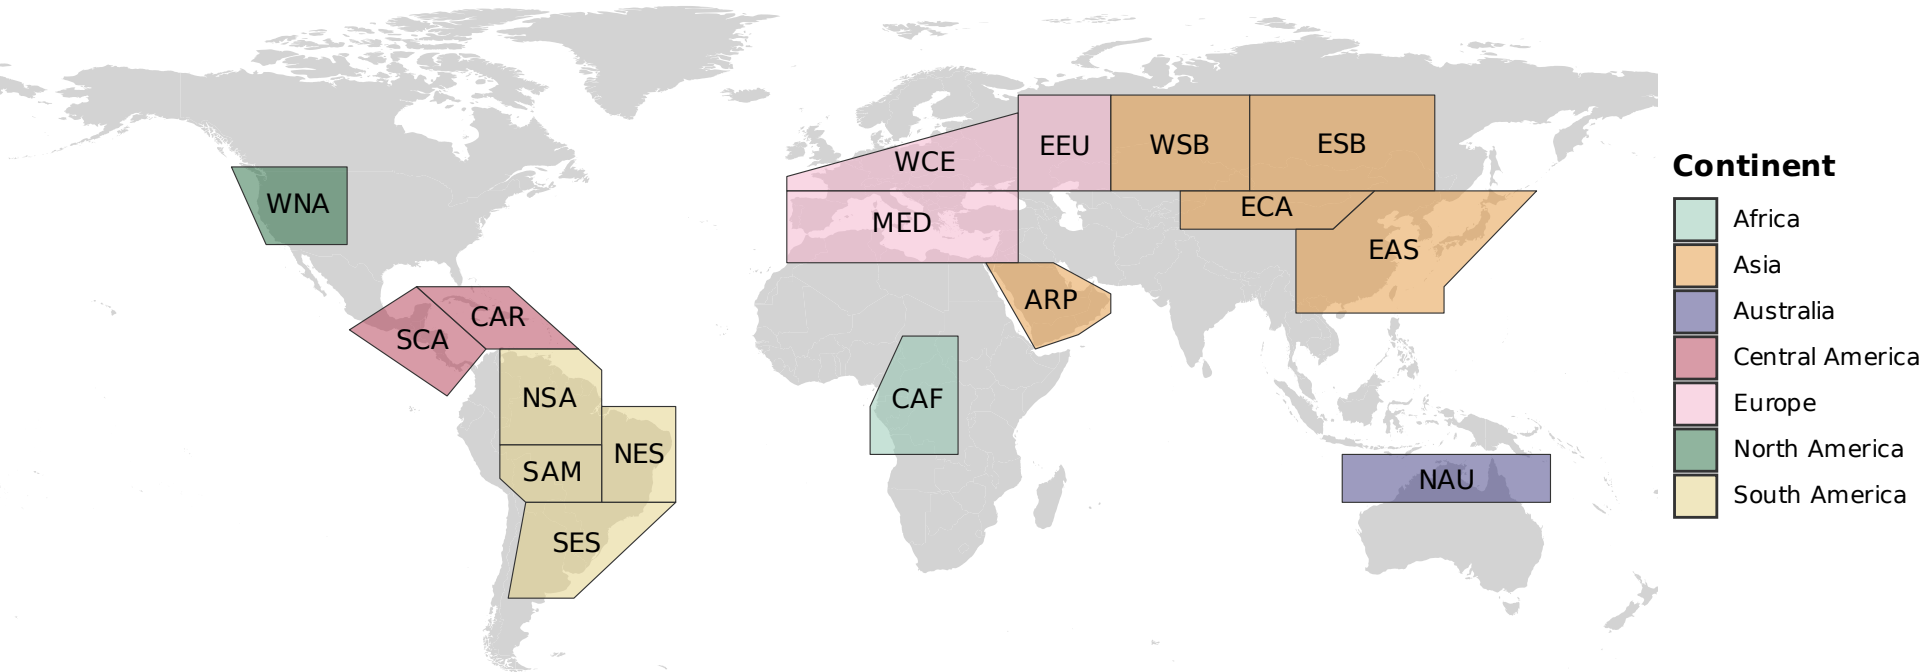 WCE
EEU
WSB
ESB
WNA
MED
ECA
EAS
ARP
CAR
SCA
CAF
NSA
NES
SAM
NAU
SES
Continent
Africa
Asia
Australia
Central America
Europe
North America
South America